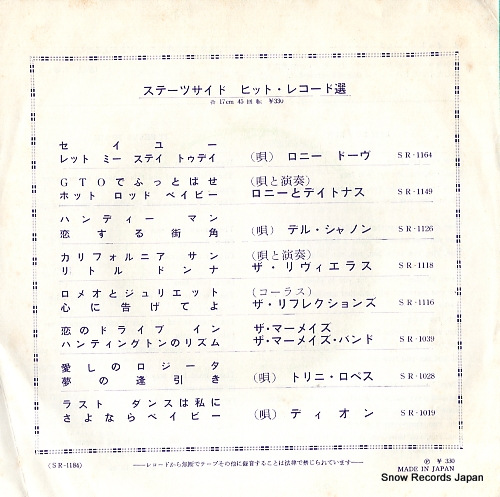 ステーツサイド ヒット・レコード選
各 17cm 45 回 転 ¥330
セイユー
レット ミー ステイ トゥデイ (唄) ロニー ドーヴ SR-1164
GTOでぶっとばせ (唄と演奏)
ホット ロッド ベイビー ロニーとデイトナス SR-1149
ハンディー マン
恋する街角 (唄) デル・シャノン SR-1126
カリフォルニア サン (唄と演奏)
リトル ドンナ ザ・リヴィエラス SR-1118
ロメオとジュリエット (コーラス)
心に告げてよ ザ・リフレクションズ SR-1116
恋のドライブ イン ザ・マーメイズ
ハンティングトンのリズム ザ・マーメイズ・バンド SR-1039
愛しのロジータ
夢の逢引き (唄) トリニ・ロペス SR-1028
ラスト ダンスは私に
さよならベイビー (唄) ディオン SR-1019
(SR-1184)
──レコードから無断でテープその他に録音することは法律で禁じられています──
Ⓟ ¥330
MADE IN JAPAN
Snow Records Japan